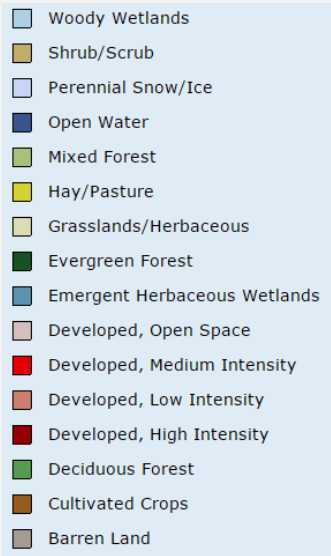 Woody Wetlands
Shrub/Scrub
Perennial Snow/Ice
Open Water
Mixed Forest
Hay/Pasture
Grasslands/Herbaceous
Evergreen Forest
Emergent Herbaceous Wetlands
Developed, Open Space
Developed, Medium Intensity
Developed, Low Intensity
Developed, High Intensity
Deciduous Forest
Cultivated Crops
Barren Land